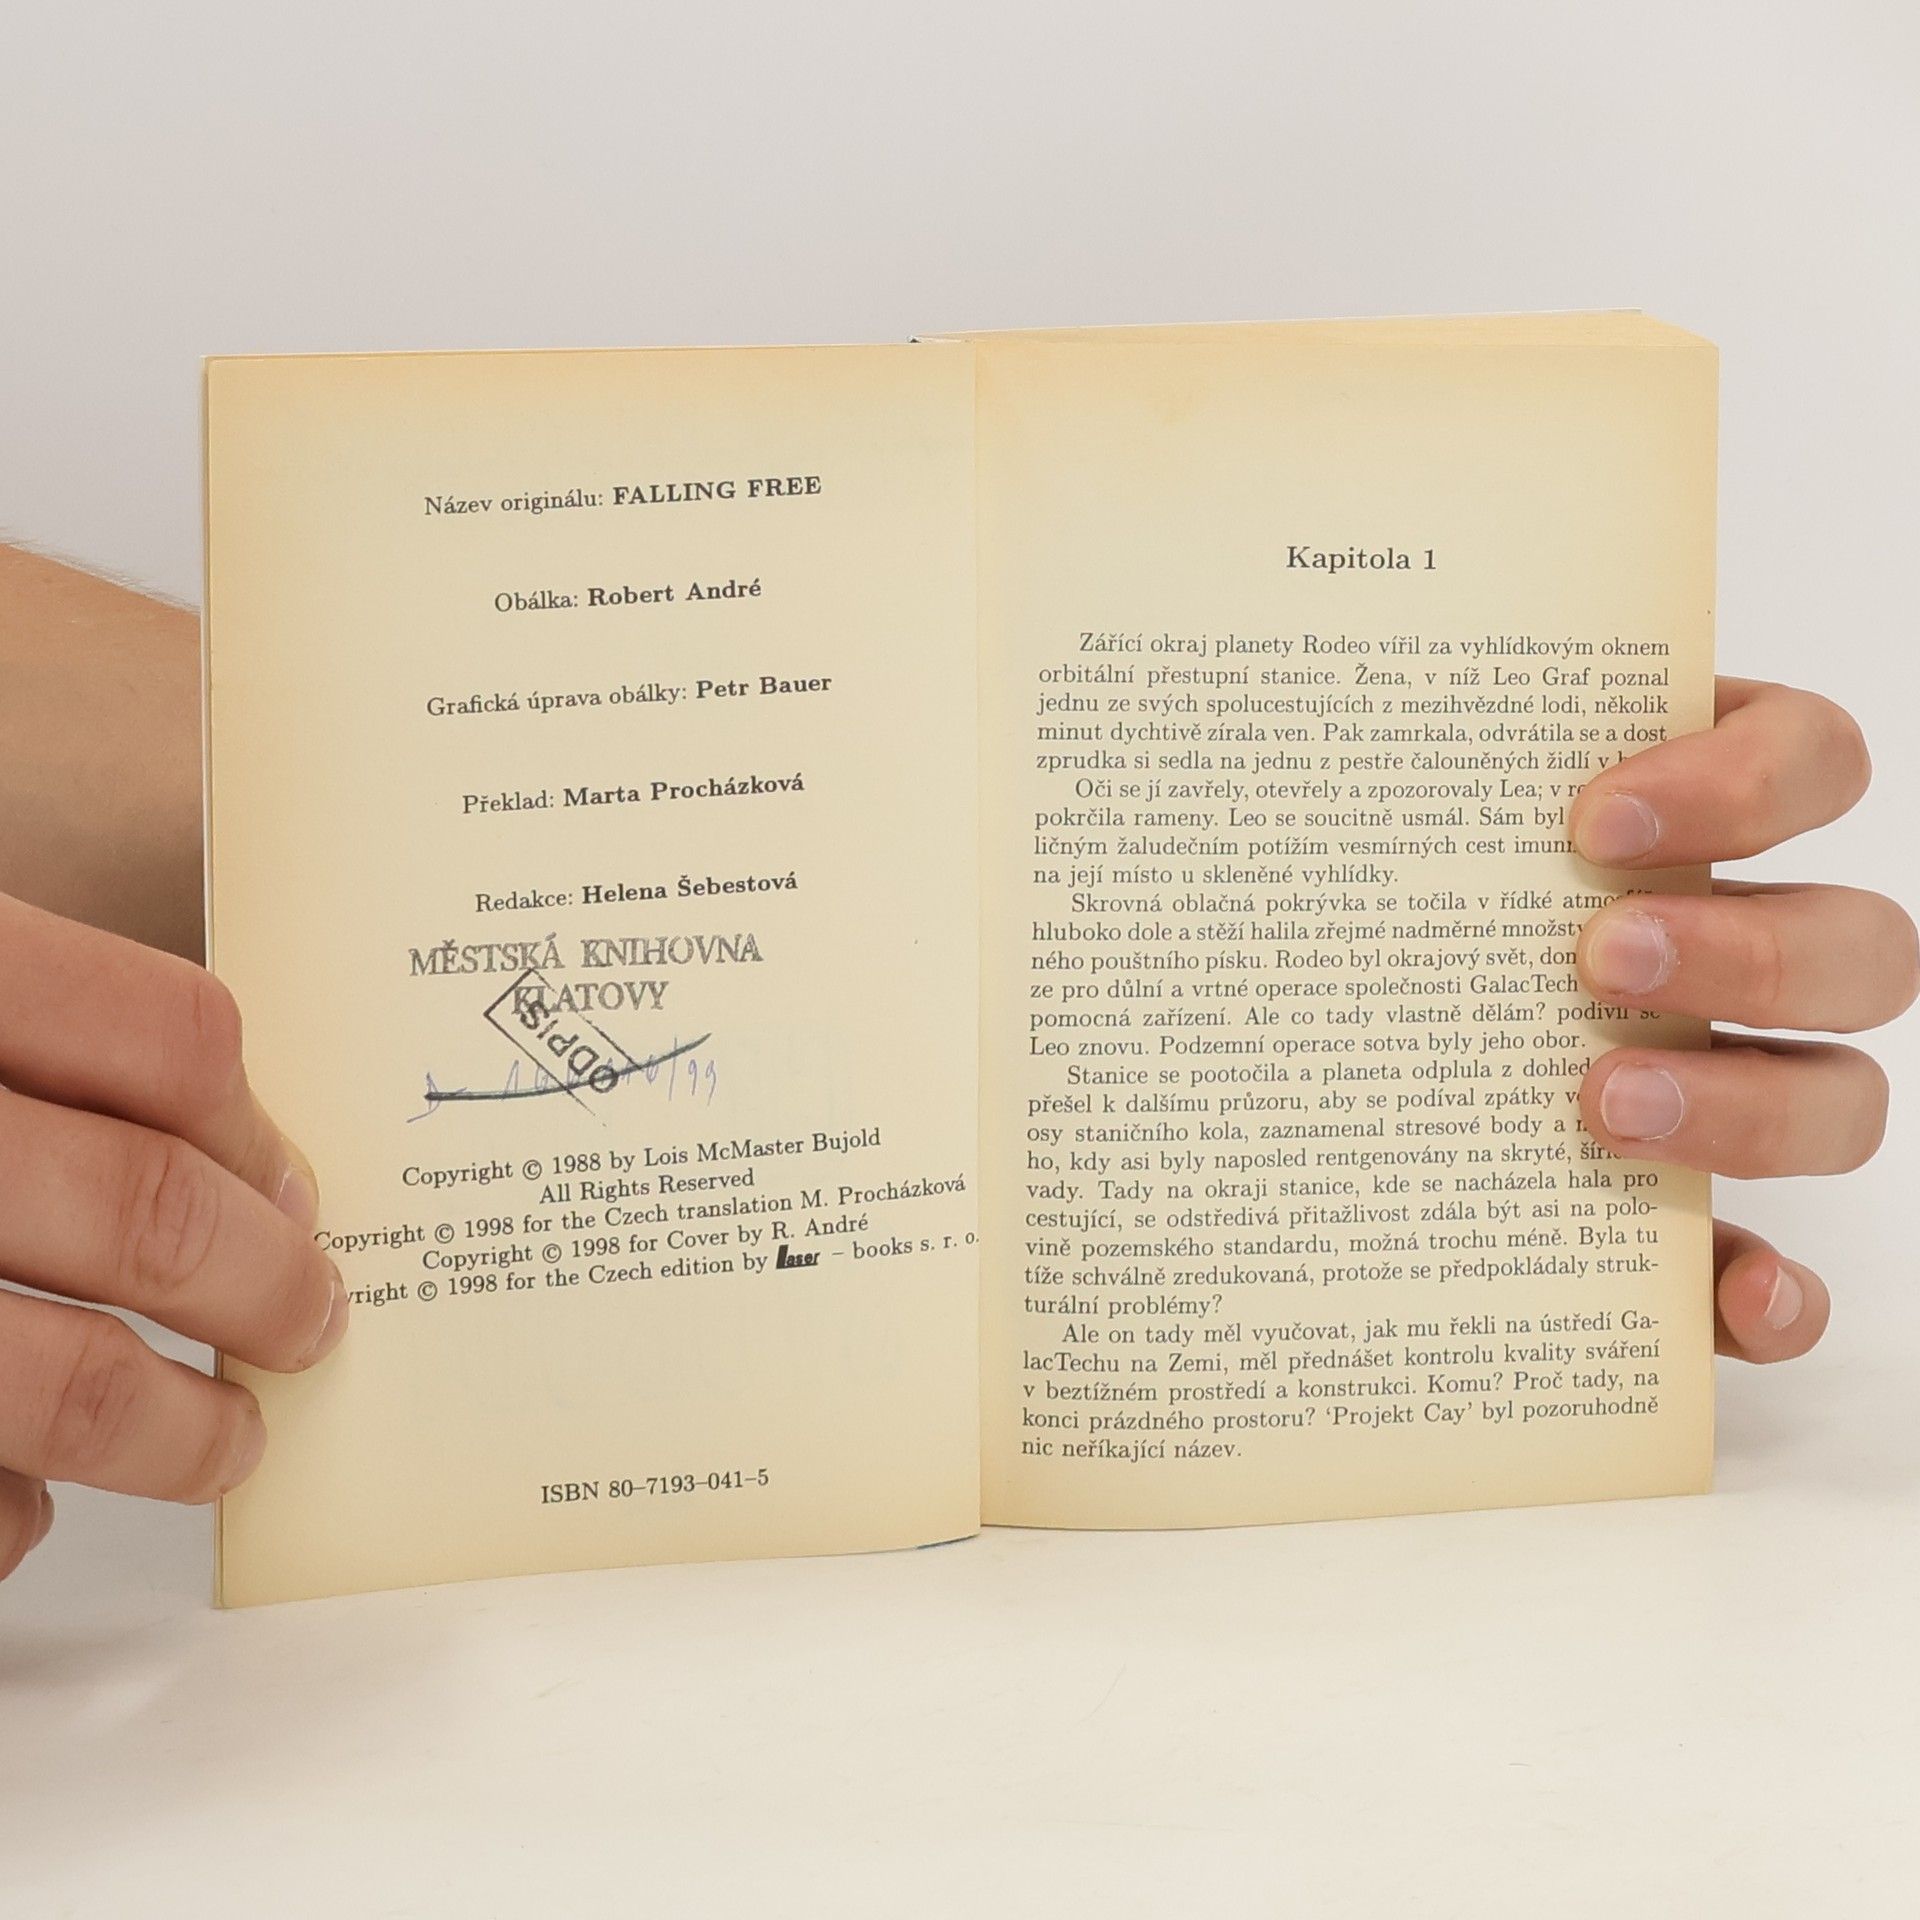 Název originálu: FALLING FREE
Obálka: Robert André
Grafická úprava obálky: Petr Bauer
Překlad: Marta Procházková
Redakce: Helena Šebestová
MĚSTSKÁ KNIHOVNA
KLATOVY
ODPIS
Copyright © 1988 by Lois McMaster Bujold
All Rights Reserved
Copyright © 1998 for the Czech translation M. Procházková
Copyright © 1998 for Cover by R. André
© 1998 for the Czech edition by laser – books s. r. o.
ISBN 80–7193–041–5
Kapitola 1
Zářící okraj planety Rodeo vířil za vyhlídkovým oknem
orbitální přestupní stanice. Žena, v níž Leo Graf poznal
jednu ze svých spolucestujících z mezihvězdné lodi, několik
minut dychtivě zírala ven. Pak zamrkala, odvrátila se a dost
zprudka si sedla na jednu z pestře čalouněných židlí v
Oči se jí zavřely, otevřely a zpozorovaly Lea; v
pokrčila rameny. Leo se soucitně usmál. Sám byl
ličným žaludečním potížím vesmírných cest
na její místo u skleněné vyhlídky.
Skrovná oblačná pokrývka se točila v řídké
hluboko dole a stěží halila zřejmé nadměrné
ného pouštního písku. Rodeo byl okrajový svět,
ze pro důlní a vrtné operace společnosti GalacTech
pomocná zařízení. Ale co tady vlastně dělám? podivil se
Leo znovu. Podzemní operace sotva byly jeho obor.
Stanice se pootočila a planeta odplula z
přešel k dalšímu průzoru, aby se podíval zpátky
osy staničního kola, zaznamenal stresové body a
ho, kdy asi byly naposled rentgenovány na skryté,
vady. Tady na okraji stanice, kde se nacházela hala pro
cestující, se odstředivá přitažlivost zdála být asi na polo-
vině pozemského standardu, možná trochu méně. Byla tu
tíže schválně zredukovaná, protože se předpokládaly struk-
turální problémy?
Ale on tady měl vyučovat, jak mu řekli na ústředí Ga-
lacTechu na Zemi, měl přednášet kontrolu kvality sváření
v beztížném prostředí a konstrukci. Komu? Proč tady, na
konci prázdného prostoru? ‘Projekt Cay’ byl pozoruhodně
nic neříkající název.